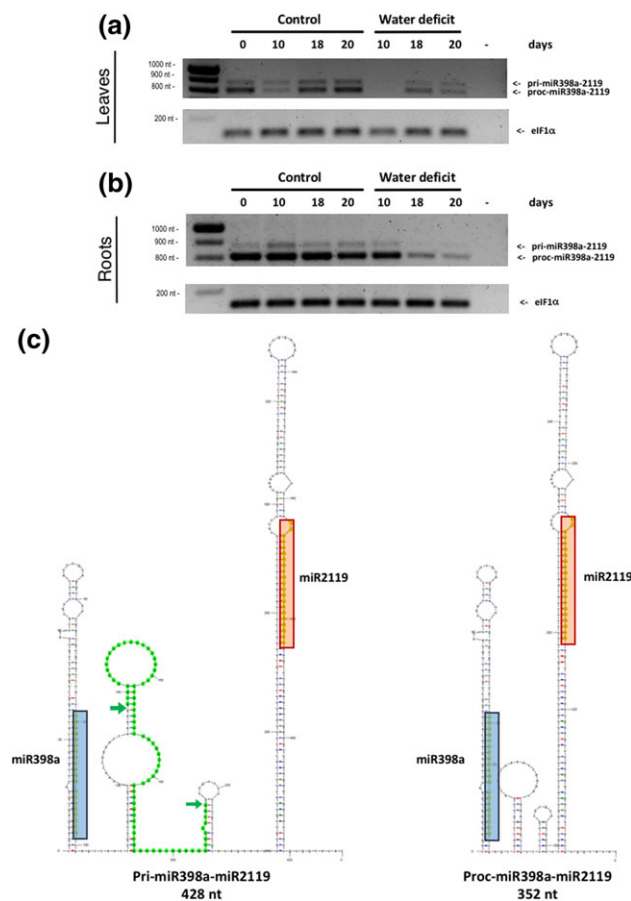 (a)
Control Water deficit
0 10 18 20 10 18 20 - days
1000 nt -
900 nt -
800 nt -
<- pri-miR398a-2119
<- proc-miR398a-2119
200 nt -
<- eIF1α
Leaves
(b)
Control Water deficit
0 10 18 20 10 18 20 - days
1000 nt -
900 nt -
800 nt -
<- pri-miR398a-2119
<- proc-miR398a-2119
200 nt -
<- eIF1α
Roots
(c)
miR2119
miR2119
miR398a
miR398a
Pri-miR398a-miR2119
428 nt
Proc-miR398a-miR2119
352 nt